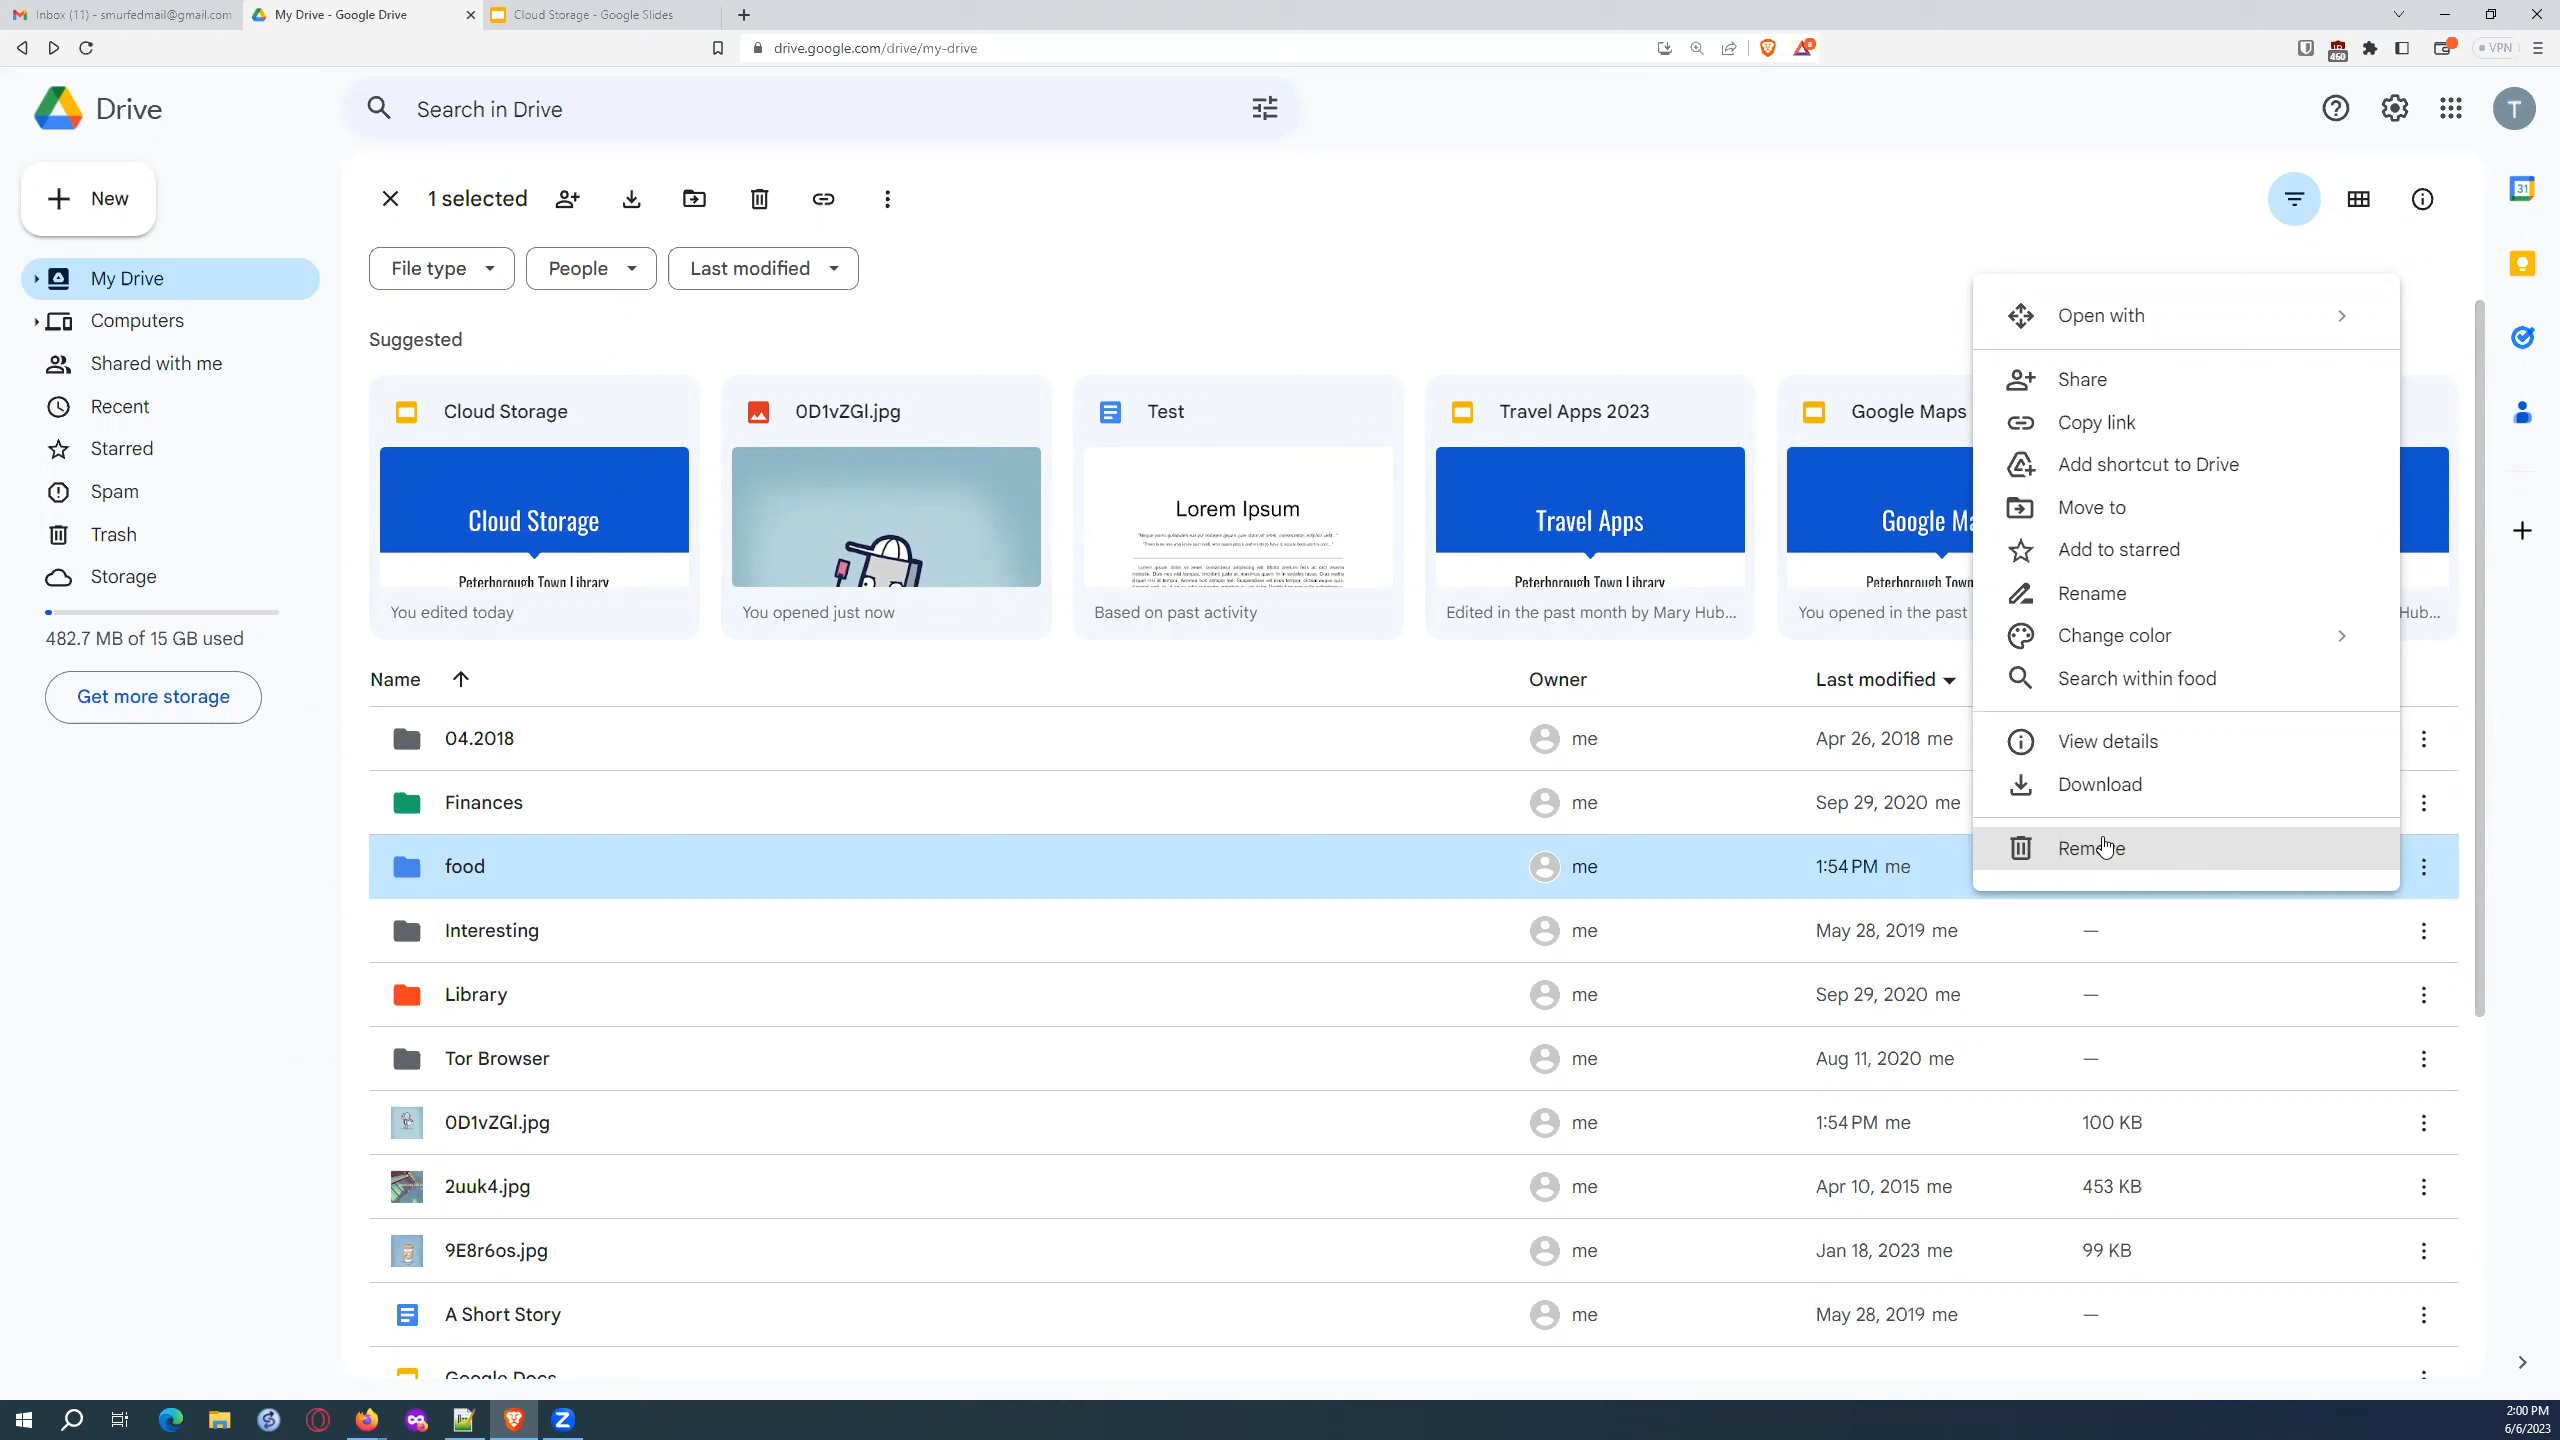 Inbox (11) - smurfedmail@gmail.com
My Drive - Google Drive
Cloud Storage - Google Slides
drive.google.com/drive/my-drive
460
VPN
Drive
Search in Drive
T
New
1 selected
31
My Drive
Computers
Shared with me
Recent
Starred
Spam
Trash
Storage
482.7 MB of 15 GB used
Get more storage
File type
People
Last modified
Suggested
Cloud Storage
0D1vZGl.jpg
Test
Travel Apps 2023
Google Maps
Cloud Storage
Lorem Ipsum
Travel Apps
Google Ma
Peterborough Town Library
Peterborough Town Library
Peterborough Town
You edited today
You opened just now
Based on past activity
Edited in the past month by Mary Hub...
You opened in the past
Hub...
Open with
Share
Copy link
Add shortcut to Drive
Move to
Add to starred
Rename
Change color
Search within food
View details
Download
Remove
Name
Owner
Last modified
04.2018 me Apr 26, 2018 me
Finances me Sep 29, 2020 me
food me 1:54 PM me
Interesting me May 28, 2019 me —
Library me Sep 29, 2020 me —
Tor Browser me Aug 11, 2020 me —
0D1vZGl.jpg me 1:54 PM me 100 KB
2uuk4.jpg me Apr 10, 2015 me 453 KB
9E8r6os.jpg me Jan 18, 2023 me 99 KB
A Short Story me May 28, 2019 me —
Google Docs
2:00 PM
6/6/2023